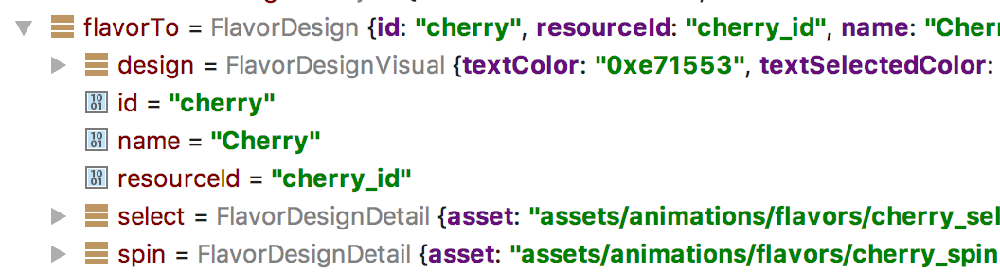 flavorTo = FlavorDesign {id: "cherry", resourceId: "cherry_id", name: "Cherr
design = FlavorDesignVisual {textColor: "0xe71553", textSelectedColor:
id = "cherry"
name = "Cherry"
resourceId = "cherry_id"
select = FlavorDesignDetail {asset: "assets/animations/flavors/cherry_sel
spin = FlavorDesignDetail {asset: "assets/animations/flavors/cherry_spin